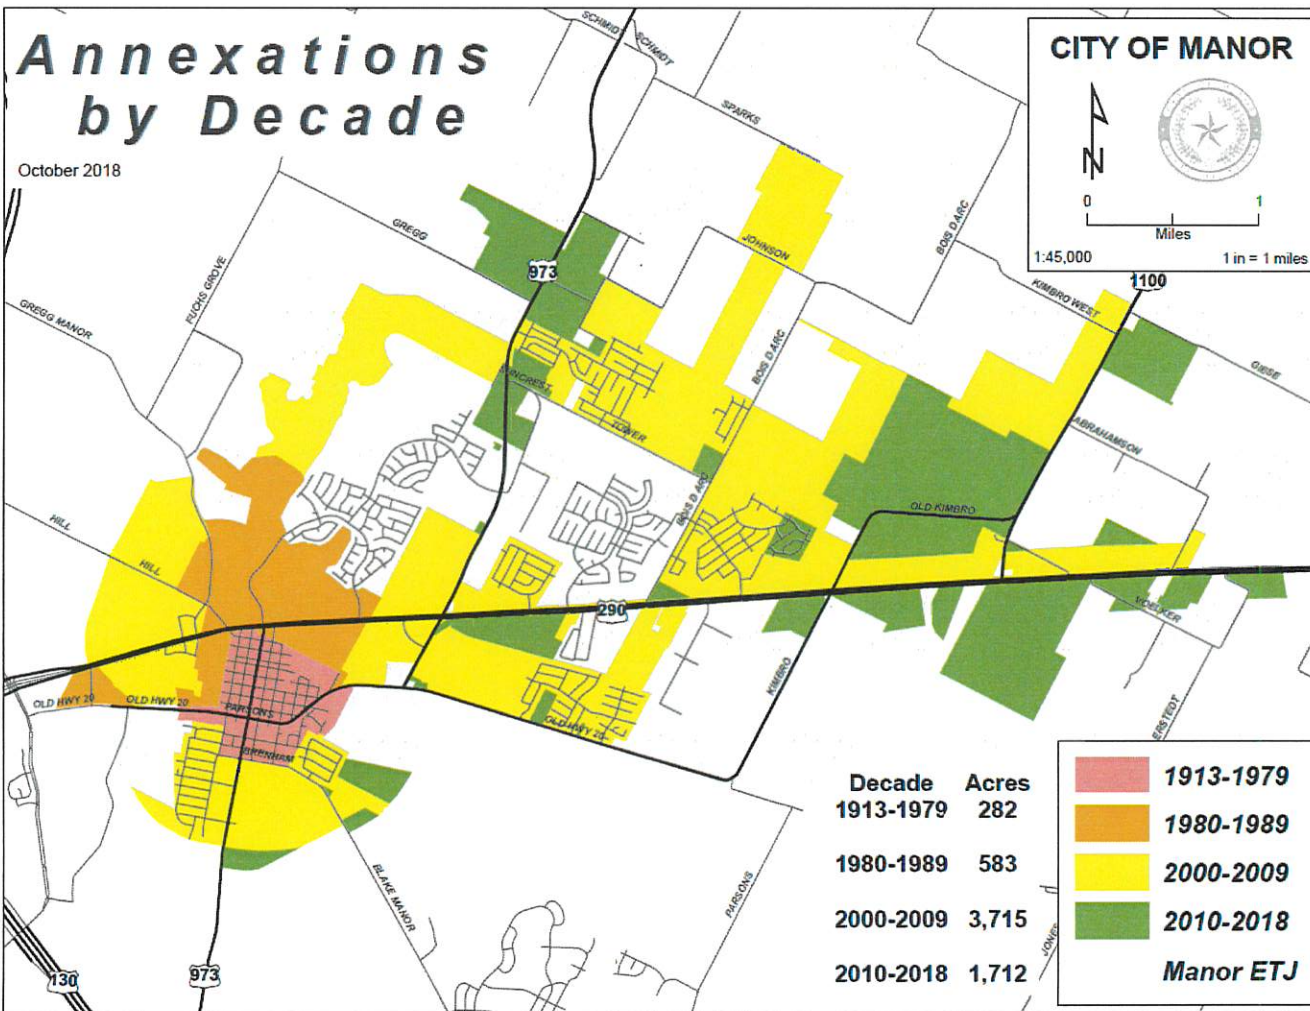 Annexations
by Decade
October 2018
CITY OF MANOR
N
0 1
Miles
1:45,000 1 in = 1 miles
1100
SCHMIDT
SCHMIDT
SPARKS
BOIS D ARC
GREGG
JOHNSON
973
KIMBRO WEST
FUCHS GROVE
GREGG MANOR
BOIS D ARC
GIESE
SUNCREST
TOWER
ABRAHAMSON
BOIS D ARC
OLD KIMBRO
HILL
HILL
290
VOELKER
KIMBRO
OLD HWY 20
OLD HWY 20
PARSONS
OLD HWY 20
ERSTEDT
BRENHAM
BLAKE MANOR
PARSONS
JONES
130
973
Decade Acres
1913-1979 282
1980-1989 583
2000-2009 3,715
2010-2018 1,712
1913-1979
1980-1989
2000-2009
2010-2018
Manor ETJ